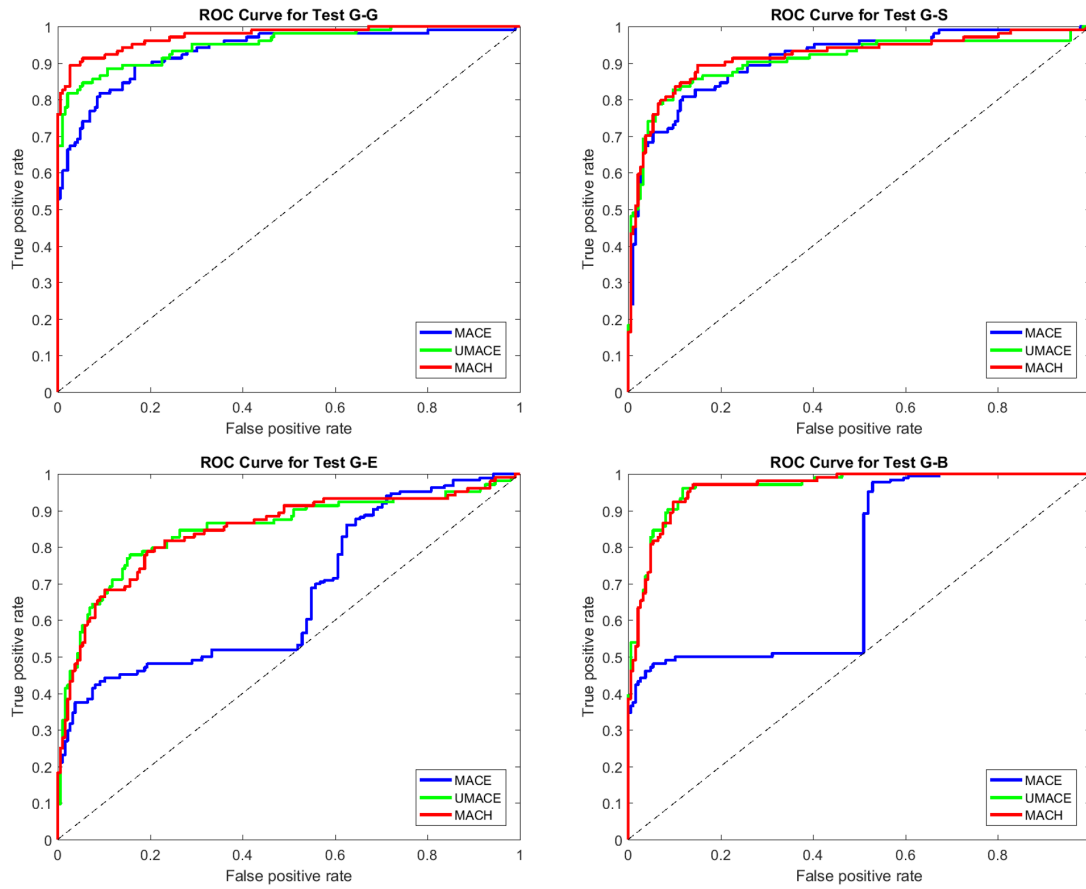 ROC Curve for Test G-G
1
0.9
0.8
0.7
0.6
0.5
0.4
0.3
0.2
0.1
0
True positive rate
0
0.2
0.4
0.6
0.8
1
False positive rate
MACE
UMACE
MACH
ROC Curve for Test G-S
1
0.9
0.8
0.7
0.6
0.5
0.4
0.3
0.2
0.1
0
True positive rate
0
0.2
0.4
0.6
0.8
False positive rate
MACE
UMACE
MACH
ROC Curve for Test G-E
1
0.9
0.8
0.7
0.6
0.5
0.4
0.3
0.2
0.1
0
True positive rate
0
0.2
0.4
0.6
0.8
1
False positive rate
MACE
UMACE
MACH
ROC Curve for Test G-B
1
0.9
0.8
0.7
0.6
0.5
0.4
0.3
0.2
0.1
0
True positive rate
0
0.2
0.4
0.6
0.8
False positive rate
MACE
UMACE
MACH